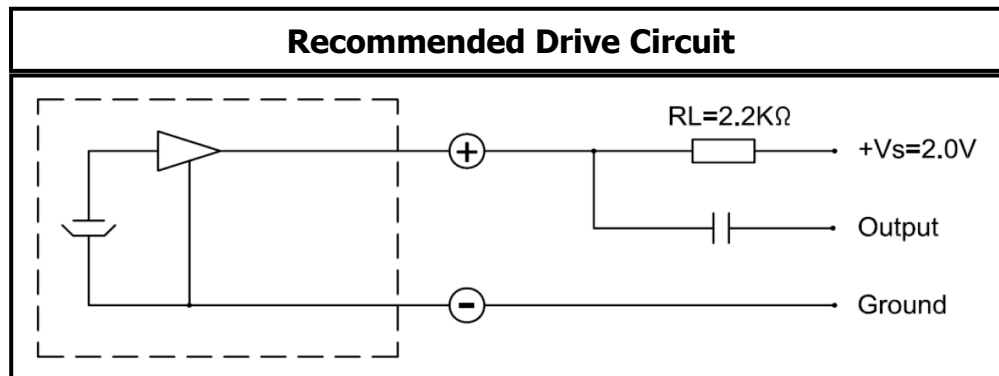 Recommended Drive Circuit
RL=2.2KΩ
+
+Vs=2.0V
Output
-
Ground